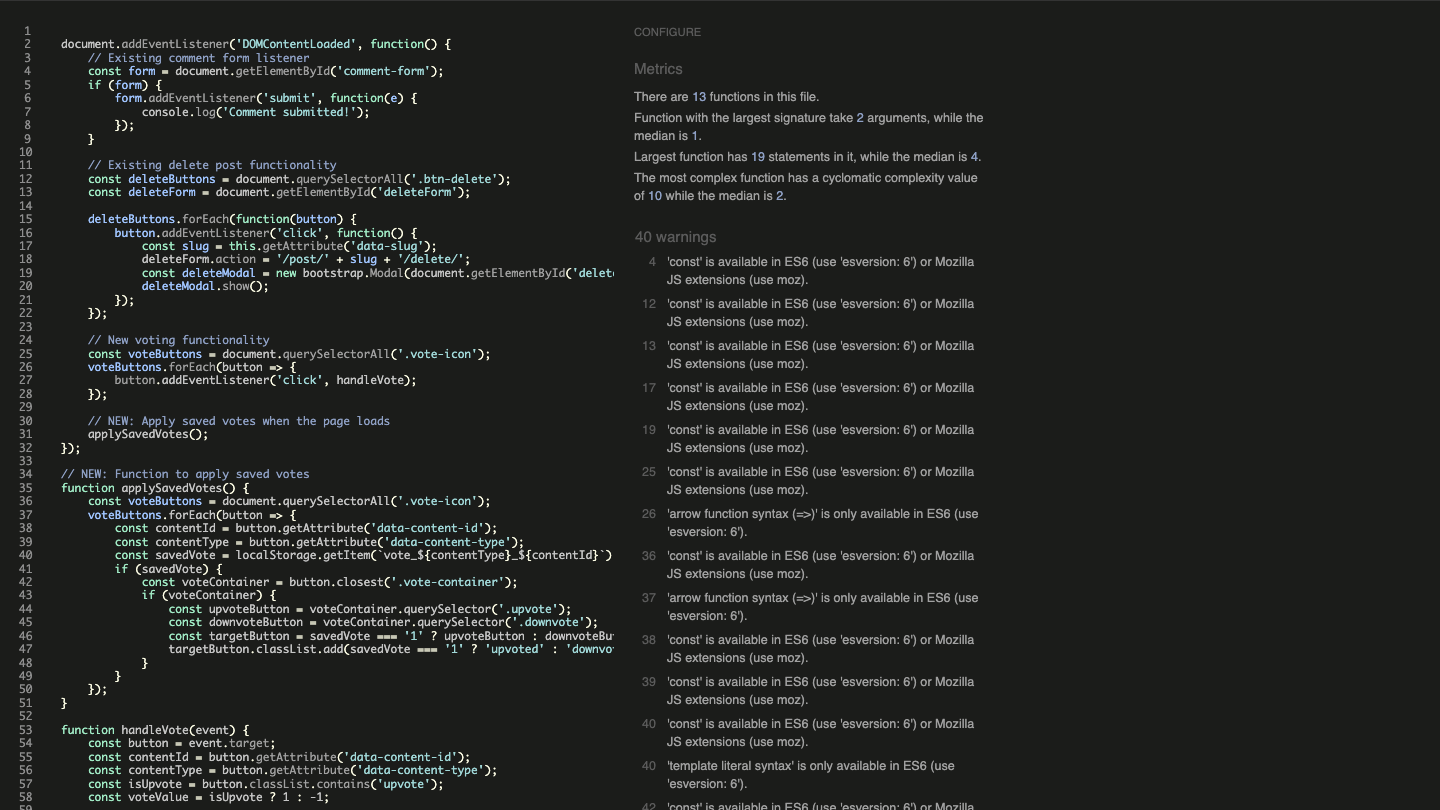 1
2 document.addEventListener('DOMContentLoaded', function() {
3 // Existing comment form listener
4 const form = document.getElementById('comment-form');
5 if (form) {
6 form.addEventListener('submit', function(e) {
7 console.log('Comment submitted!');
8 });
9 }
10
11 // Existing delete post functionality
12 const deleteButtons = document.querySelectorAll('.btn-delete');
13 const deleteForm = document.getElementById('deleteForm');
14
15 deleteButtons.forEach(function(button) {
16 button.addEventListener('click', function() {
17 const slug = this.getAttribute('data-slug');
18 deleteForm.action = '/post/' + slug + '/delete/';
19 const deleteModal = new bootstrap.Modal(document.getElementById('delet
20 deleteModal.show();
21 });
22 });
23
24 // New voting functionality
25 const voteButtons = document.querySelectorAll('.vote-icon');
26 voteButtons.forEach(button => {
27 button.addEventListener('click', handleVote);
28 });
29
30 // NEW: Apply saved votes when the page loads
31 applySavedVotes();
32 });
33
34 // NEW: Function to apply saved votes
35 function applySavedVotes() {
36 const voteButtons = document.querySelectorAll('.vote-icon');
37 voteButtons.forEach(button => {
38 const contentId = button.getAttribute('data-content-id');
39 const contentType = button.getAttribute('data-content-type');
40 const savedVote = localStorage.getItem(`vote_${contentType}_${contentId}`)
41 if (savedVote) {
42 const voteContainer = button.closest('.vote-container');
43 if (voteContainer) {
44 const upvoteButton = voteContainer.querySelector('.upvote');
45 const downvoteButton = voteContainer.querySelector('.downvote');
46 const targetButton = savedVote === '1' ? upvoteButton : downvoteBu
47 targetButton.classList.add(savedVote === '1' ? 'upvoted' : 'downvo
48 }
49 }
50 });
51 }
52
53 function handleVote(event) {
54 const button = event.target;
55 const contentId = button.getAttribute('data-content-id');
56 const contentType = button.getAttribute('data-content-type');
57 const isUpvote = button.classList.contains('upvote');
58 const voteValue = isUpvote ? 1 : -1;
59
CONFIGURE
Metrics
There are 13 functions in this file.
Function with the largest signature take 2 arguments, while the
median is 1.
Largest function has 19 statements in it, while the median is 4.
The most complex function has a cyclomatic complexity value
of 10 while the median is 2.
40 warnings
4 'const' is available in ES6 (use 'esversion: 6') or Mozilla
JS extensions (use moz).
12 'const' is available in ES6 (use 'esversion: 6') or Mozilla
JS extensions (use moz).
13 'const' is available in ES6 (use 'esversion: 6') or Mozilla
JS extensions (use moz).
17 'const' is available in ES6 (use 'esversion: 6') or Mozilla
JS extensions (use moz).
19 'const' is available in ES6 (use 'esversion: 6') or Mozilla
JS extensions (use moz).
25 'const' is available in ES6 (use 'esversion: 6') or Mozilla
JS extensions (use moz).
26 'arrow function syntax (=>)' is only available in ES6 (use
'esversion: 6').
36 'const' is available in ES6 (use 'esversion: 6') or Mozilla
JS extensions (use moz).
37 'arrow function syntax (=>)' is only available in ES6 (use
'esversion: 6').
38 'const' is available in ES6 (use 'esversion: 6') or Mozilla
JS extensions (use moz).
39 'const' is available in ES6 (use 'esversion: 6') or Mozilla
JS extensions (use moz).
40 'const' is available in ES6 (use 'esversion: 6') or Mozilla
JS extensions (use moz).
40 'template literal syntax' is only available in ES6 (use
'esversion: 6').
42 'const' is available in ES6 (use 'esversion: 6') or Mozilla